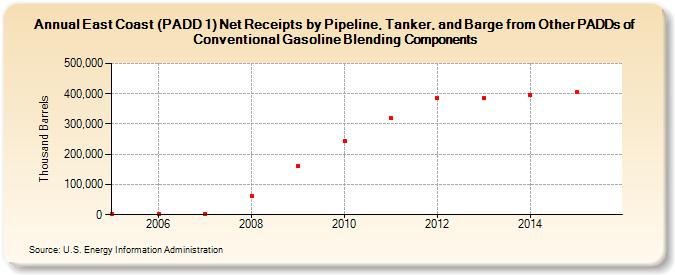 Annual East Coast (PADD 1) Net Receipts by Pipeline, Tanker, and Barge from Other PADDs of
Conventional Gasoline Blending Components
Thousand Barrels
500,000
400,000
300,000
200,000
100,000
0
2006
2008
2010
2012
2014
Source: U.S. Energy Information Administration